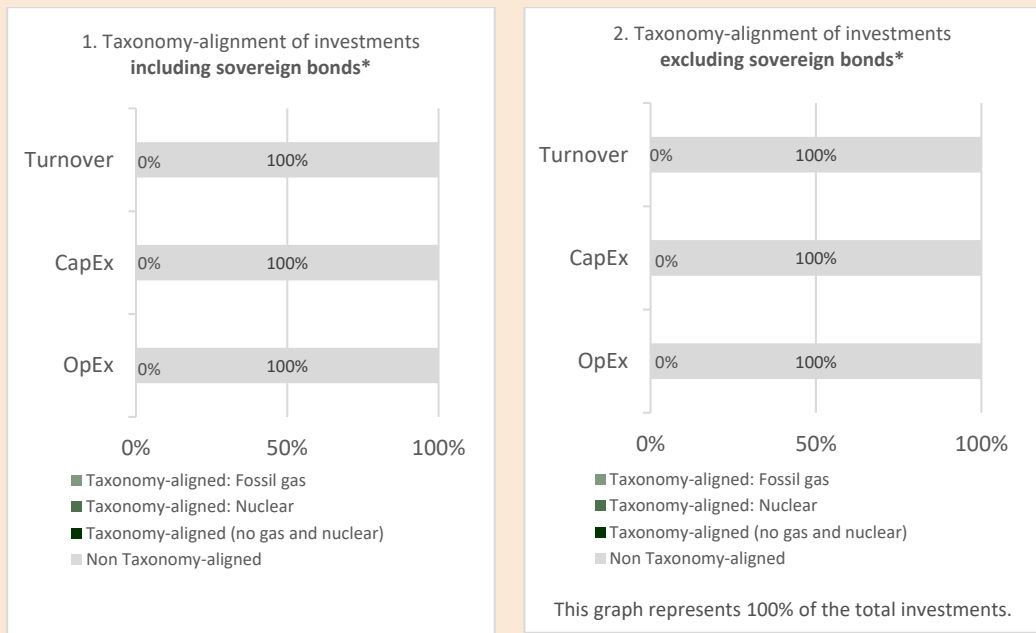 1. Taxonomy-alignment of investments
including sovereign bonds*
Turnover 0% 100%
CapEx 0% 100%
OpEx 0% 100%
0% 50% 100%
Taxonomy-aligned: Fossil gas
Taxonomy-aligned: Nuclear
Taxonomy-aligned (no gas and nuclear)
Non Taxonomy-aligned
2. Taxonomy-alignment of investments
excluding sovereign bonds*
Turnover 0% 100%
CapEx 0% 100%
OpEx 0% 100%
0% 50% 100%
Taxonomy-aligned: Fossil gas
Taxonomy-aligned: Nuclear
Taxonomy-aligned (no gas and nuclear)
Non Taxonomy-aligned
This graph represents 100% of the total investments.